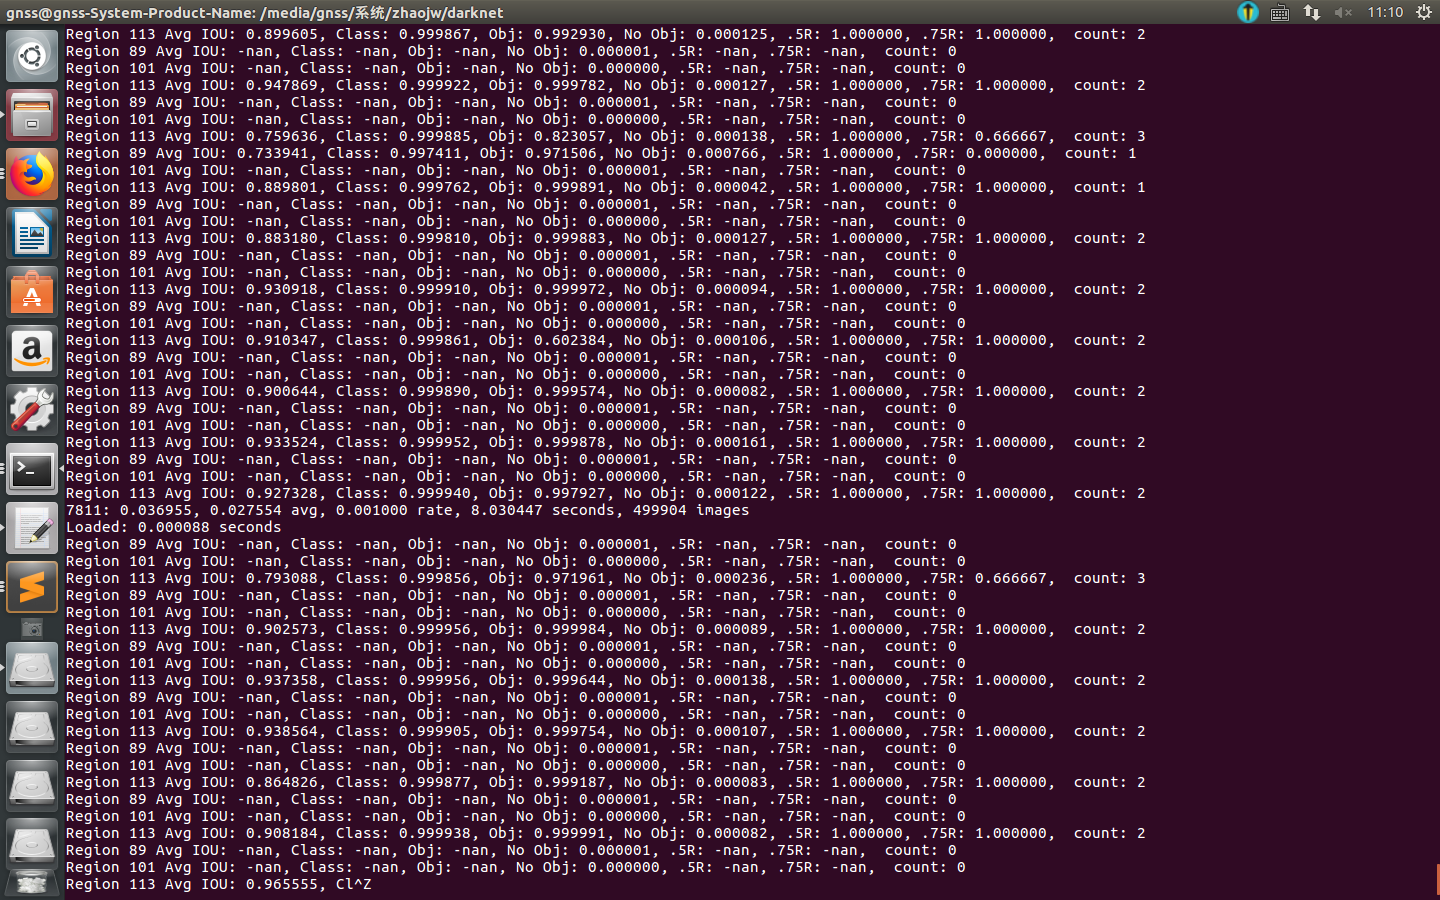 gnss@gnss-System-Product-Name: /media/gnss/系统/zhaojw/darknet
11:10
Region 113 Avg IOU: 0.899605, Class: 0.999867, Obj: 0.992930, No Obj: 0.000125, .5R: 1.000000, .75R: 1.000000,  count: 2
Region 89 Avg IOU: -nan, Class: -nan, Obj: -nan, No Obj: 0.000001, .5R: -nan, .75R: -nan,  count: 0
Region 101 Avg IOU: -nan, Class: -nan, Obj: -nan, No Obj: 0.000000, .5R: -nan, .75R: -nan,  count: 0
Region 113 Avg IOU: 0.947869, Class: 0.999922, Obj: 0.999782, No Obj: 0.000127, .5R: 1.000000, .75R: 1.000000,  count: 2
Region 89 Avg IOU: -nan, Class: -nan, Obj: -nan, No Obj: 0.000001, .5R: -nan, .75R: -nan,  count: 0
Region 101 Avg IOU: -nan, Class: -nan, Obj: -nan, No Obj: 0.000000, .5R: -nan, .75R: -nan,  count: 0
Region 113 Avg IOU: 0.759636, Class: 0.999885, Obj: 0.823057, No Obj: 0.000138, .5R: 1.000000, .75R: 0.666667,  count: 3
Region 89 Avg IOU: 0.733941, Class: 0.997411, Obj: 0.971506, No Obj: 0.000766, .5R: 1.000000, .75R: 0.000000,  count: 1
Region 101 Avg IOU: -nan, Class: -nan, Obj: -nan, No Obj: 0.000001, .5R: -nan, .75R: -nan,  count: 0
Region 113 Avg IOU: 0.889801, Class: 0.999762, Obj: 0.999891, No Obj: 0.000042, .5R: 1.000000, .75R: 1.000000,  count: 1
Region 89 Avg IOU: -nan, Class: -nan, Obj: -nan, No Obj: 0.000001, .5R: -nan, .75R: -nan,  count: 0
Region 101 Avg IOU: -nan, Class: -nan, Obj: -nan, No Obj: 0.000000, .5R: -nan, .75R: -nan,  count: 0
Region 113 Avg IOU: 0.883180, Class: 0.999810, Obj: 0.999883, No Obj: 0.000127, .5R: 1.000000, .75R: 1.000000,  count: 2
Region 89 Avg IOU: -nan, Class: -nan, Obj: -nan, No Obj: 0.000001, .5R: -nan, .75R: -nan,  count: 0
Region 101 Avg IOU: -nan, Class: -nan, Obj: -nan, No Obj: 0.000000, .5R: -nan, .75R: -nan,  count: 0
Region 113 Avg IOU: 0.930918, Class: 0.999910, Obj: 0.999972, No Obj: 0.000094, .5R: 1.000000, .75R: 1.000000,  count: 2
Region 89 Avg IOU: -nan, Class: -nan, Obj: -nan, No Obj: 0.000001, .5R: -nan, .75R: -nan,  count: 0
Region 101 Avg IOU: -nan, Class: -nan, Obj: -nan, No Obj: 0.000000, .5R: -nan, .75R: -nan,  count: 0
Region 113 Avg IOU: 0.910347, Class: 0.999861, Obj: 0.602384, No Obj: 0.000106, .5R: 1.000000, .75R: 1.000000,  count: 2
Region 89 Avg IOU: -nan, Class: -nan, Obj: -nan, No Obj: 0.000001, .5R: -nan, .75R: -nan,  count: 0
Region 101 Avg IOU: -nan, Class: -nan, Obj: -nan, No Obj: 0.000000, .5R: -nan, .75R: -nan,  count: 0
Region 113 Avg IOU: 0.900644, Class: 0.999890, Obj: 0.999574, No Obj: 0.000082, .5R: 1.000000, .75R: 1.000000,  count: 2
Region 89 Avg IOU: -nan, Class: -nan, Obj: -nan, No Obj: 0.000001, .5R: -nan, .75R: -nan,  count: 0
Region 101 Avg IOU: -nan, Class: -nan, Obj: -nan, No Obj: 0.000000, .5R: -nan, .75R: -nan,  count: 0
Region 113 Avg IOU: 0.933524, Class: 0.999952, Obj: 0.999878, No Obj: 0.000161, .5R: 1.000000, .75R: 1.000000,  count: 2
Region 89 Avg IOU: -nan, Class: -nan, Obj: -nan, No Obj: 0.000001, .5R: -nan, .75R: -nan,  count: 0
Region 101 Avg IOU: -nan, Class: -nan, Obj: -nan, No Obj: 0.000000, .5R: -nan, .75R: -nan,  count: 0
Region 113 Avg IOU: 0.927328, Class: 0.999940, Obj: 0.997927, No Obj: 0.000122, .5R: 1.000000, .75R: 1.000000,  count: 2
7811: 0.036955, 0.027554 avg, 0.001000 rate, 8.030447 seconds, 499904 images
Loaded: 0.000088 seconds
Region 89 Avg IOU: -nan, Class: -nan, Obj: -nan, No Obj: 0.000001, .5R: -nan, .75R: -nan,  count: 0
Region 101 Avg IOU: -nan, Class: -nan, Obj: -nan, No Obj: 0.000000, .5R: -nan, .75R: -nan,  count: 0
Region 113 Avg IOU: 0.793088, Class: 0.999856, Obj: 0.971961, No Obj: 0.000236, .5R: 1.000000, .75R: 0.666667,  count: 3
Region 89 Avg IOU: -nan, Class: -nan, Obj: -nan, No Obj: 0.000001, .5R: -nan, .75R: -nan,  count: 0
Region 101 Avg IOU: -nan, Class: -nan, Obj: -nan, No Obj: 0.000000, .5R: -nan, .75R: -nan,  count: 0
Region 113 Avg IOU: 0.902573, Class: 0.999956, Obj: 0.999984, No Obj: 0.000089, .5R: 1.000000, .75R: 1.000000,  count: 2
Region 89 Avg IOU: -nan, Class: -nan, Obj: -nan, No Obj: 0.000001, .5R: -nan, .75R: -nan,  count: 0
Region 101 Avg IOU: -nan, Class: -nan, Obj: -nan, No Obj: 0.000000, .5R: -nan, .75R: -nan,  count: 0
Region 113 Avg IOU: 0.937358, Class: 0.999956, Obj: 0.999644, No Obj: 0.000138, .5R: 1.000000, .75R: 1.000000,  count: 2
Region 89 Avg IOU: -nan, Class: -nan, Obj: -nan, No Obj: 0.000001, .5R: -nan, .75R: -nan,  count: 0
Region 101 Avg IOU: -nan, Class: -nan, Obj: -nan, No Obj: 0.000000, .5R: -nan, .75R: -nan,  count: 0
Region 113 Avg IOU: 0.938564, Class: 0.999905, Obj: 0.999754, No Obj: 0.000107, .5R: 1.000000, .75R: 1.000000,  count: 2
Region 89 Avg IOU: -nan, Class: -nan, Obj: -nan, No Obj: 0.000001, .5R: -nan, .75R: -nan,  count: 0
Region 101 Avg IOU: -nan, Class: -nan, Obj: -nan, No Obj: 0.000000, .5R: -nan, .75R: -nan,  count: 0
Region 113 Avg IOU: 0.864826, Class: 0.999877, Obj: 0.999187, No Obj: 0.000083, .5R: 1.000000, .75R: 1.000000,  count: 2
Region 89 Avg IOU: -nan, Class: -nan, Obj: -nan, No Obj: 0.000001, .5R: -nan, .75R: -nan,  count: 0
Region 101 Avg IOU: -nan, Class: -nan, Obj: -nan, No Obj: 0.000000, .5R: -nan, .75R: -nan,  count: 0
Region 113 Avg IOU: 0.908184, Class: 0.999938, Obj: 0.999991, No Obj: 0.000082, .5R: 1.000000, .75R: 1.000000,  count: 2
Region 89 Avg IOU: -nan, Class: -nan, Obj: -nan, No Obj: 0.000001, .5R: -nan, .75R: -nan,  count: 0
Region 101 Avg IOU: -nan, Class: -nan, Obj: -nan, No Obj: 0.000000, .5R: -nan, .75R: -nan,  count: 0
Region 113 Avg IOU: 0.965555, Cl^Z